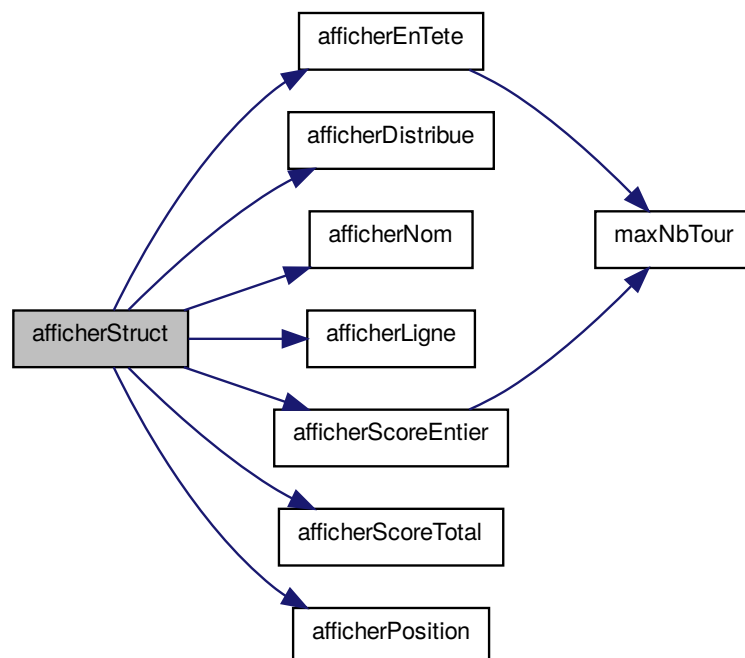 afficherEnTete
afficherDistribue
afficherNom
maxNbTour
afficherStruct
afficherLigne
afficherScoreEntier
afficherScoreTotal
afficherPosition